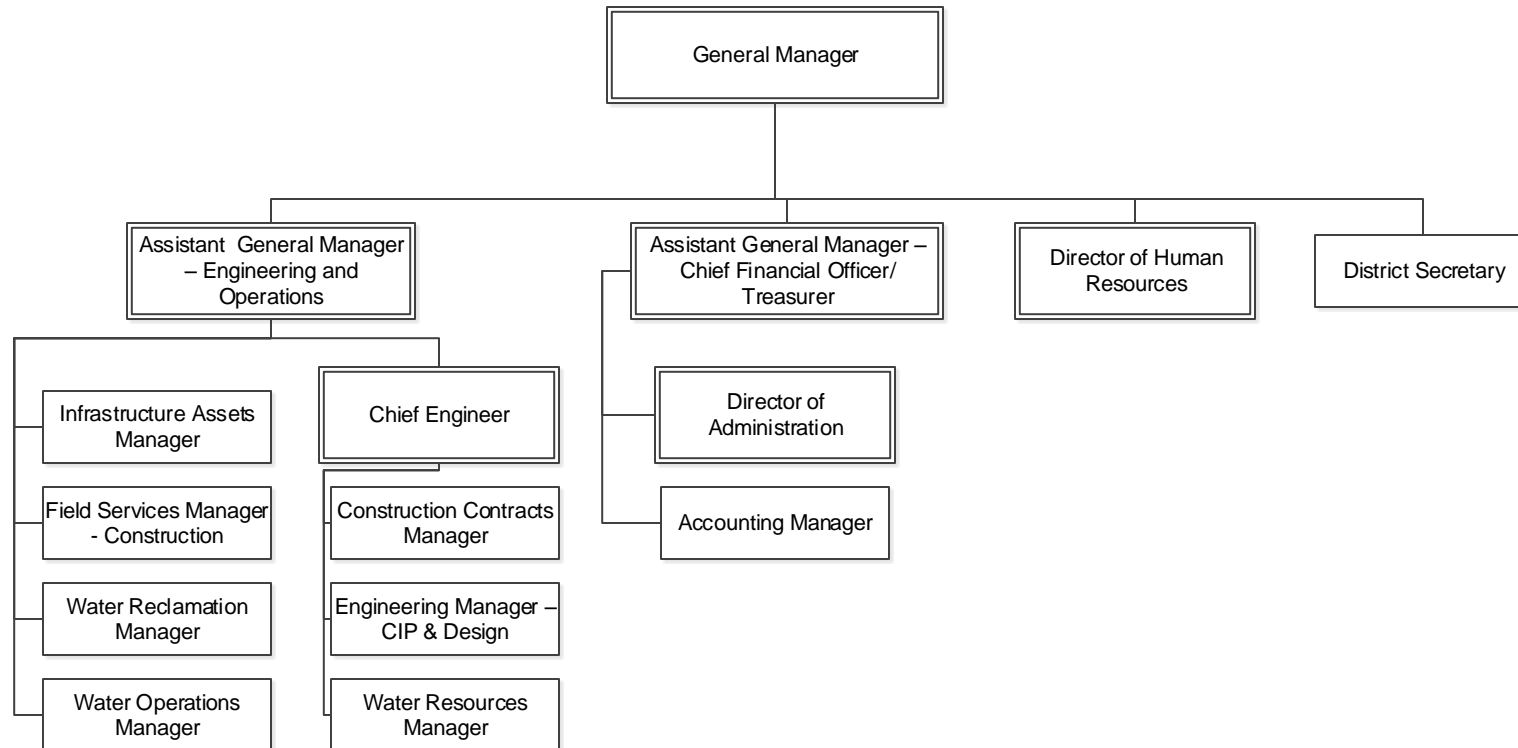 General Manager
Assistant General Manager
– Engineering and
Operations
Assistant General Manager –
Chief Financial Officer/
Treasurer
Director of Human
Resources
District Secretary
Infrastructure Assets
Manager
Chief Engineer
Director of
Administration
Field Services Manager
- Construction
Construction Contracts
Manager
Accounting Manager
Water Reclamation
Manager
Engineering Manager –
CIP & Design
Water Operations
Manager
Water Resources
Manager